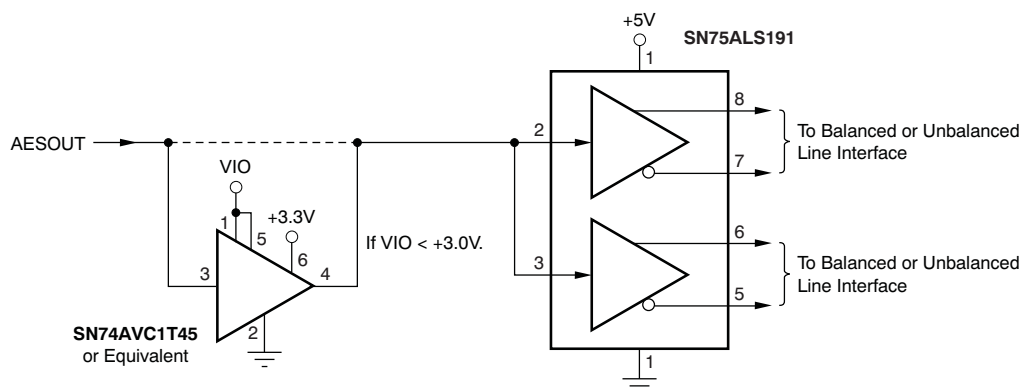 +5V
SN75ALS191
1
8
AESOUT
2
To Balanced or Unbalanced
Line Interface
7
VIO
+3.3V
1
5
6
If VIO < +3.0V.
6
3
4
3
To Balanced or Unbalanced
Line Interface
5
2
SN74AVC1T45
or Equivalent
1